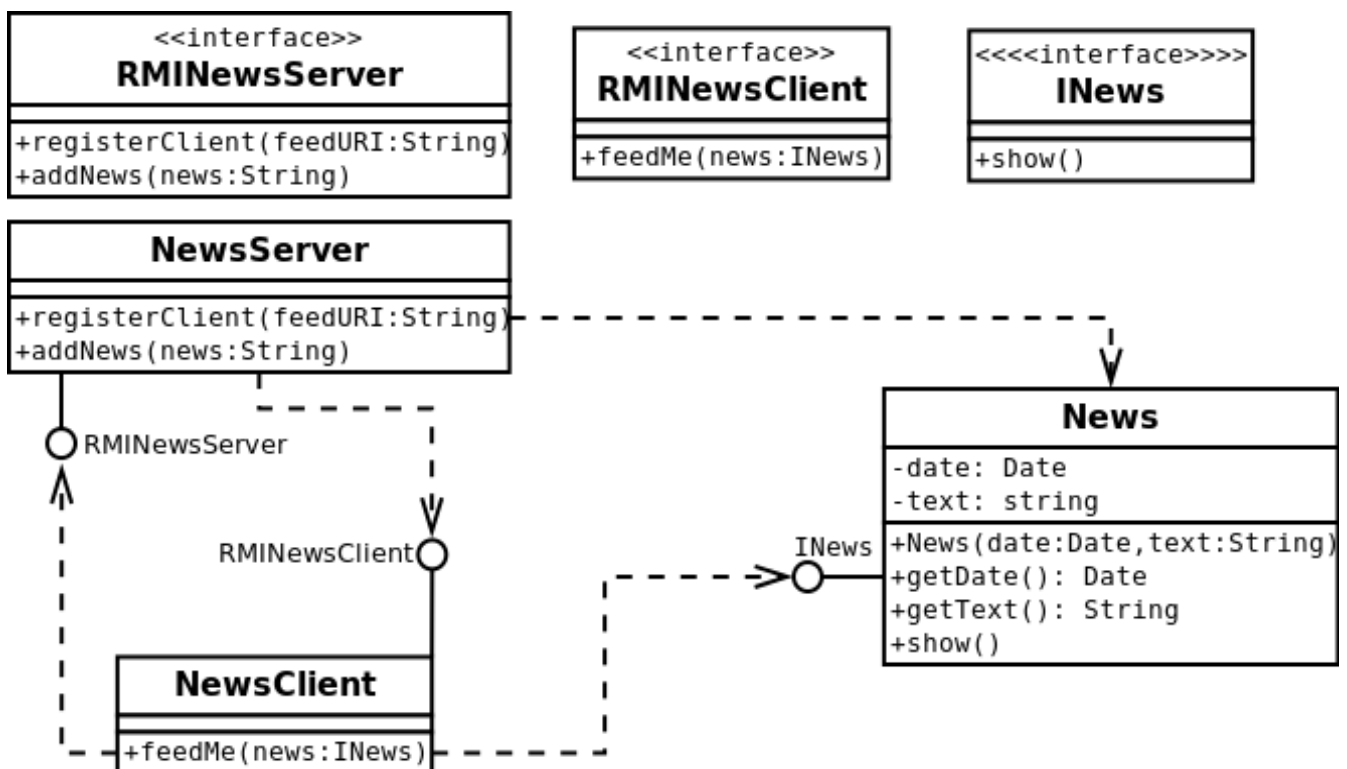 <<interface>>
RMINewsServer
+registerClient(feedURI:String)
+addNews(news:String)
<<interface>>
RMINewsClient
+feedMe(news:INews)
<<<<interface>>>>
INews
+show()
NewsServer
+registerClient(feedURI:String)
+addNews(news:String)
RMINewsServer
RMINewsClient
INews
News
-date: Date
-text: string
+News(date:Date,text:String)
+getDate(): Date
+getText(): String
+show()
NewsClient
+feedMe(news:INews)